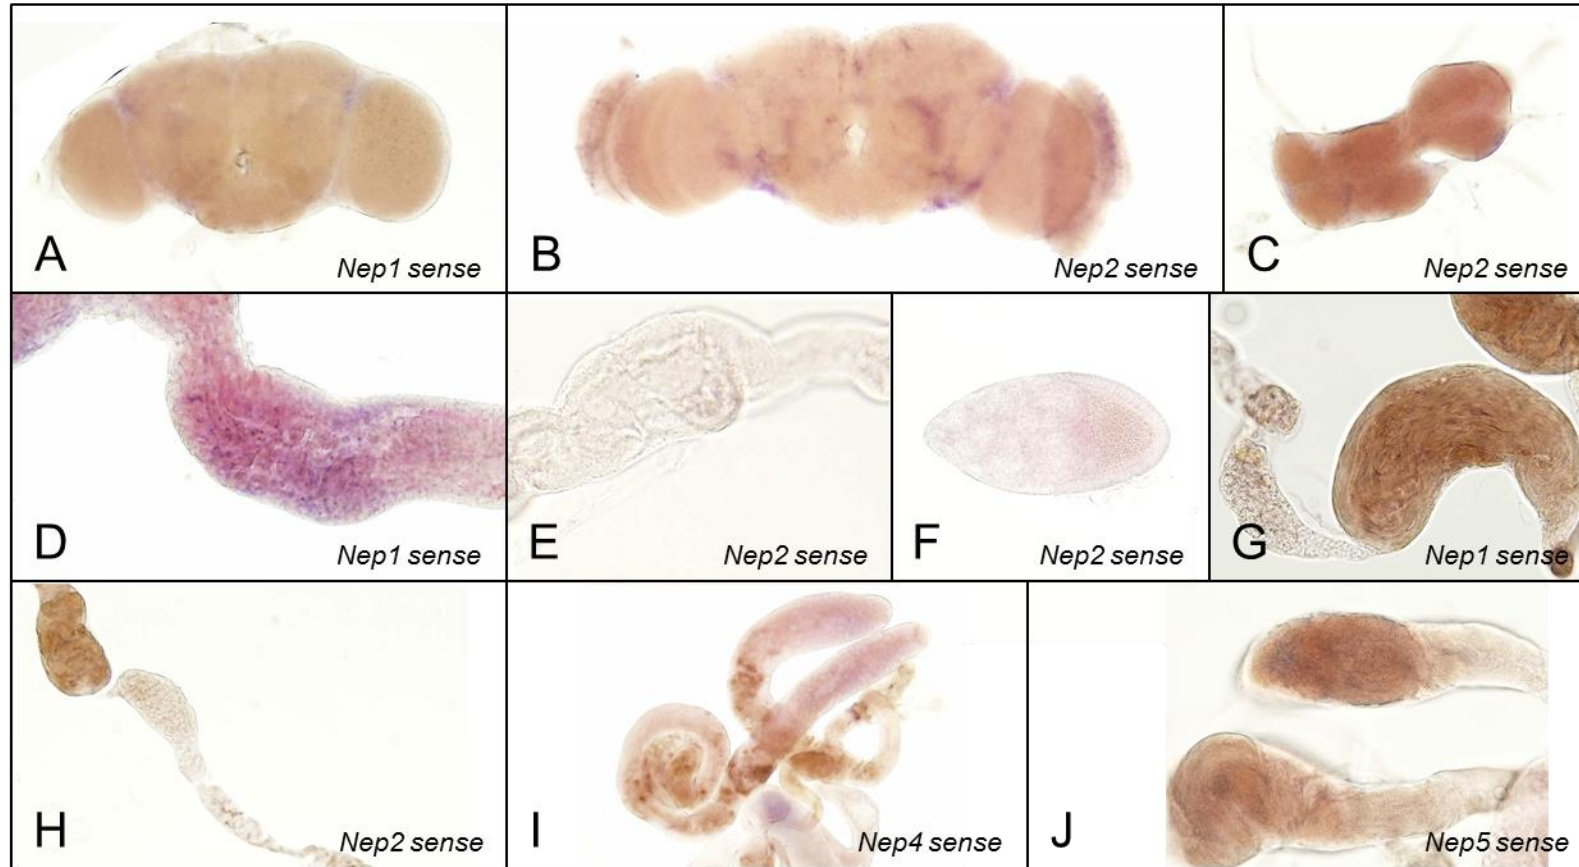 A
Nep1 sense
B
Nep2 sense
C
Nep2 sense
D
Nep1 sense
E
Nep2 sense
F
Nep2 sense
G
Nep1 sense
H
Nep2 sense
I
Nep4 sense
J
Nep5 sense